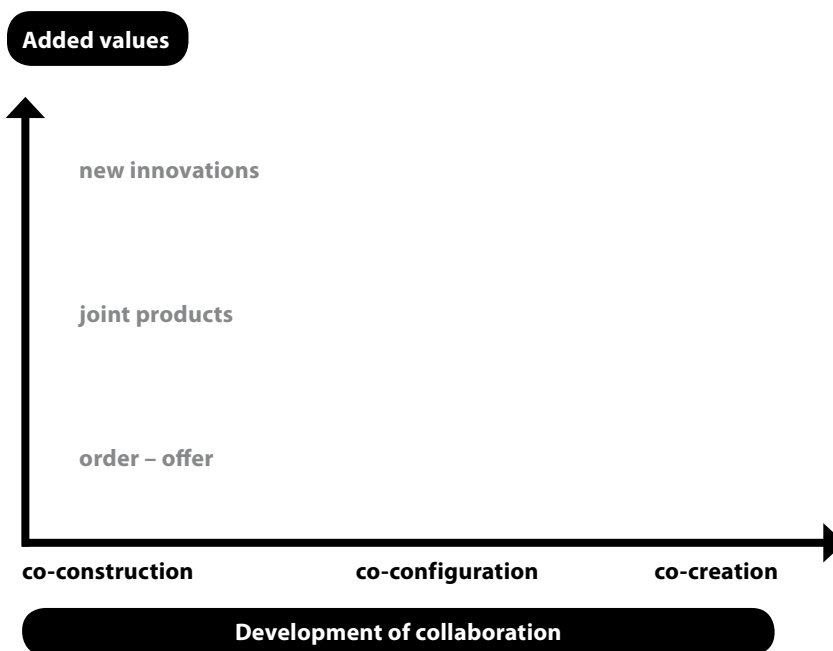 Added values
new innovations
joint products
order – offer
co-construction co-configuration co-creation
Development of collaboration